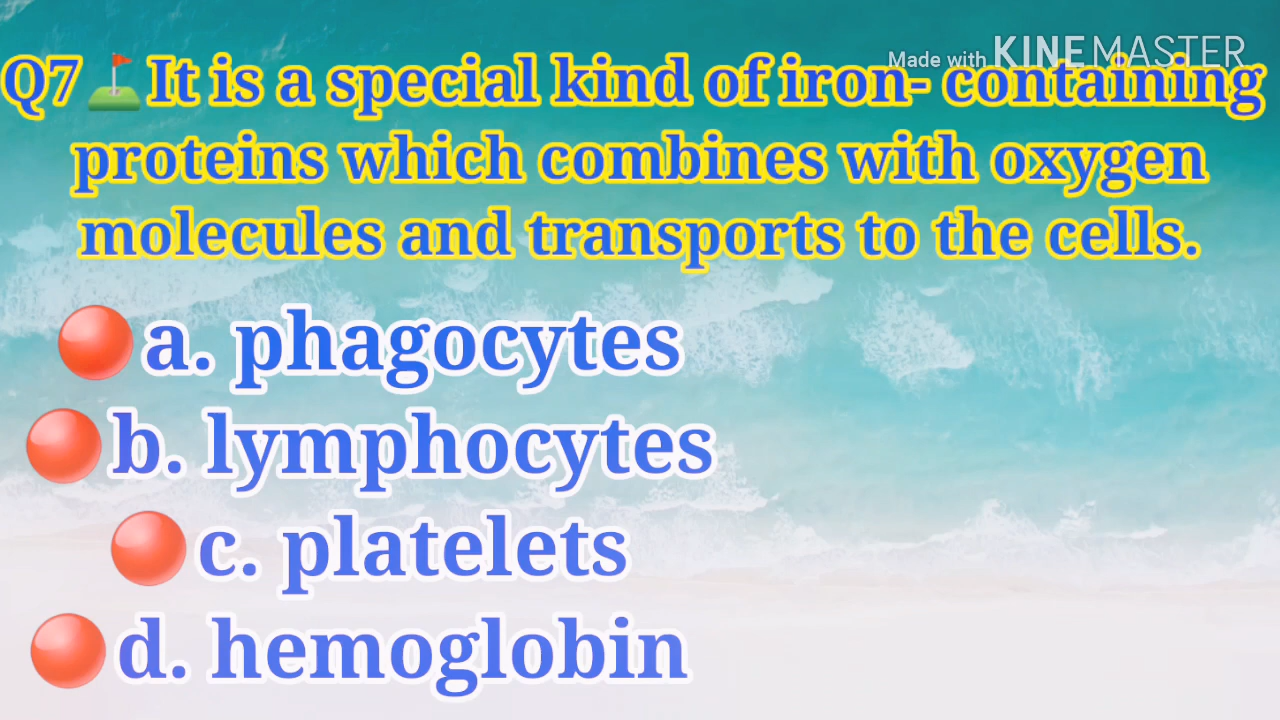 Made with KINEMASTER
Q7⛳It is a special kind of iron- containing
proteins which combines with oxygen
molecules and transports to the cells.
🔴a. phagocytes
🔴b. lymphocytes
🔴c. platelets
🔴d. hemoglobin